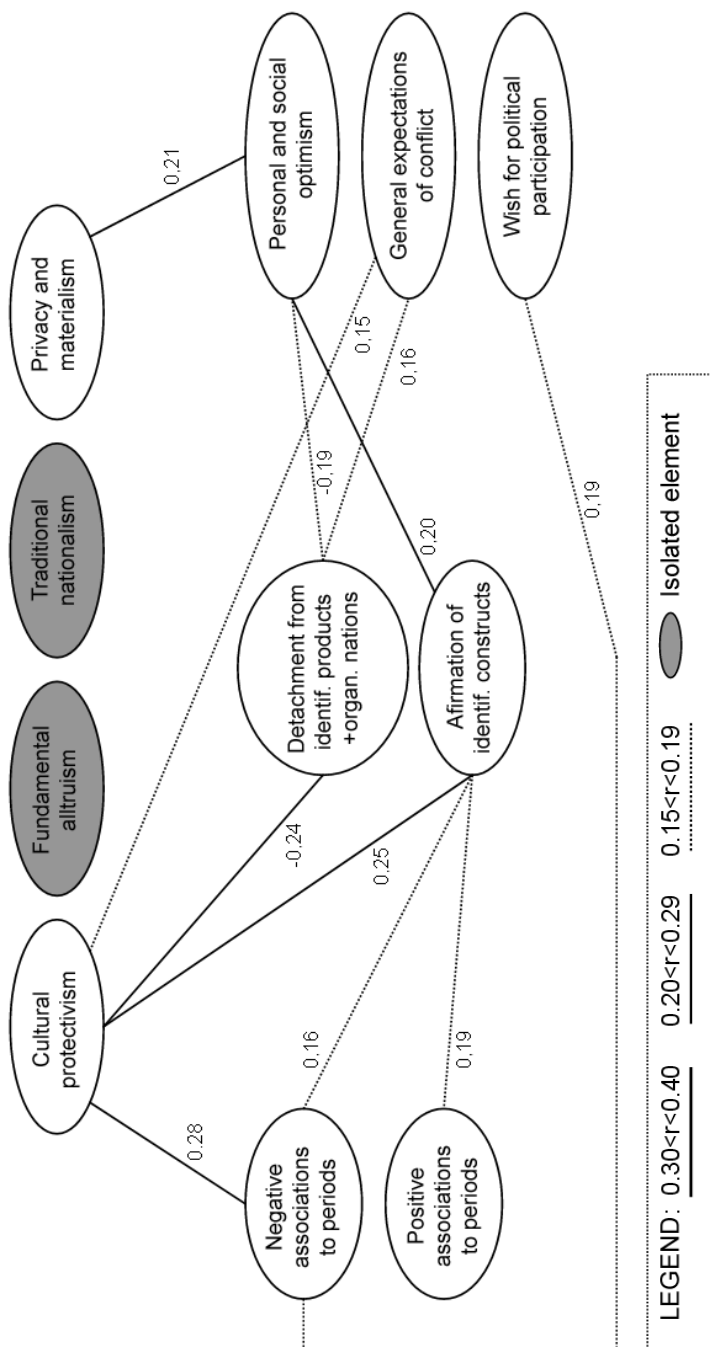 Cultural
protectivism
Fundamental
alltruism
Traditional
nationalism
Privacy and
materialism
0,28
-0.24
0.25
0,15
0,21
Negative
associations
to periods
Positive
associations
to periods
0,16
0,19
Detachment from
identif. products
+organ. nations
Afirmation of
identif. constructs
-0,19
0,16
0,20
Personal and social
optimism
General expectations
of conflict
Wish for political
participation
0,19
LEGEND: 0.30<r<0.40 0.20<r<0.29 0.15<r<0.19 Isolated element